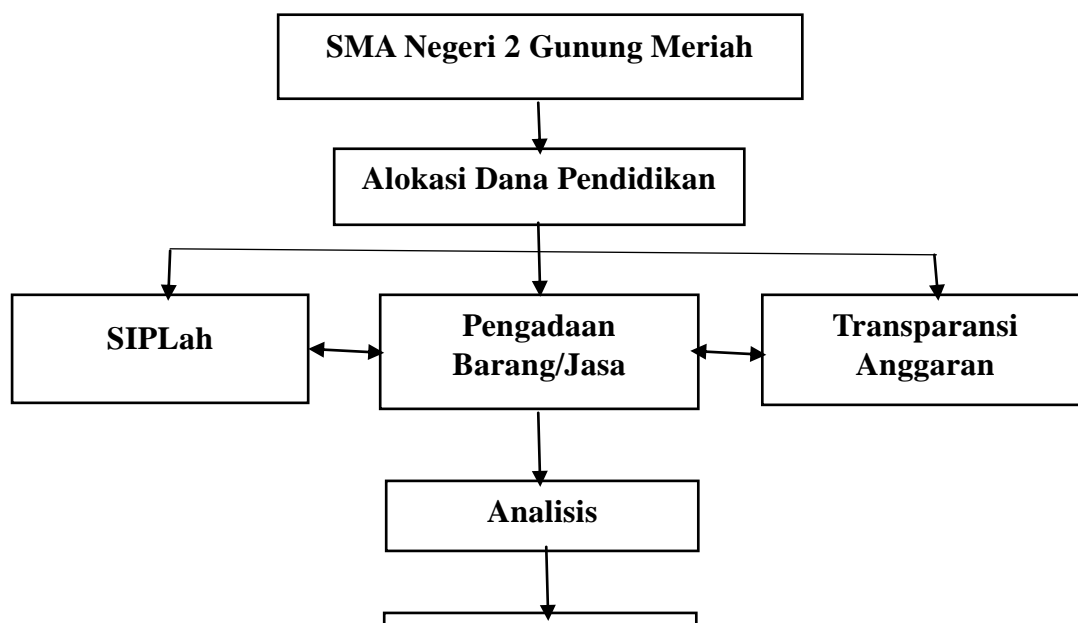 SMA Negeri 2 Gunung Meriah
Alokasi Dana Pendidikan
SIPLah
Pengadaan
Barang/Jasa
Transparansi
Anggaran
Analisis